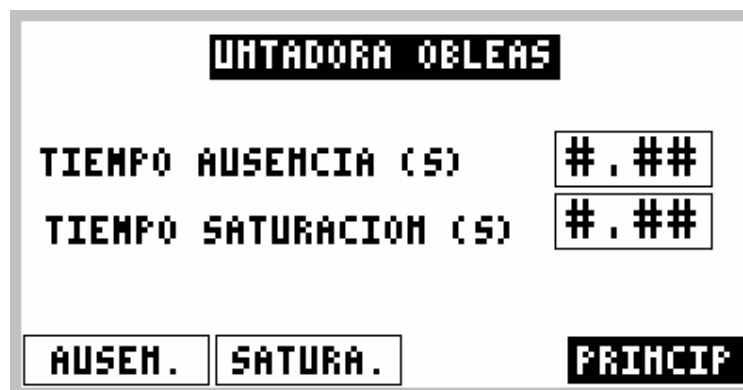 UNTADORA OBLEAS
TIEMPO AUSENCIA (S) #.##
TIEMPO SATURACION (S) #.##
AUSEN. SATURA. PRINCIP